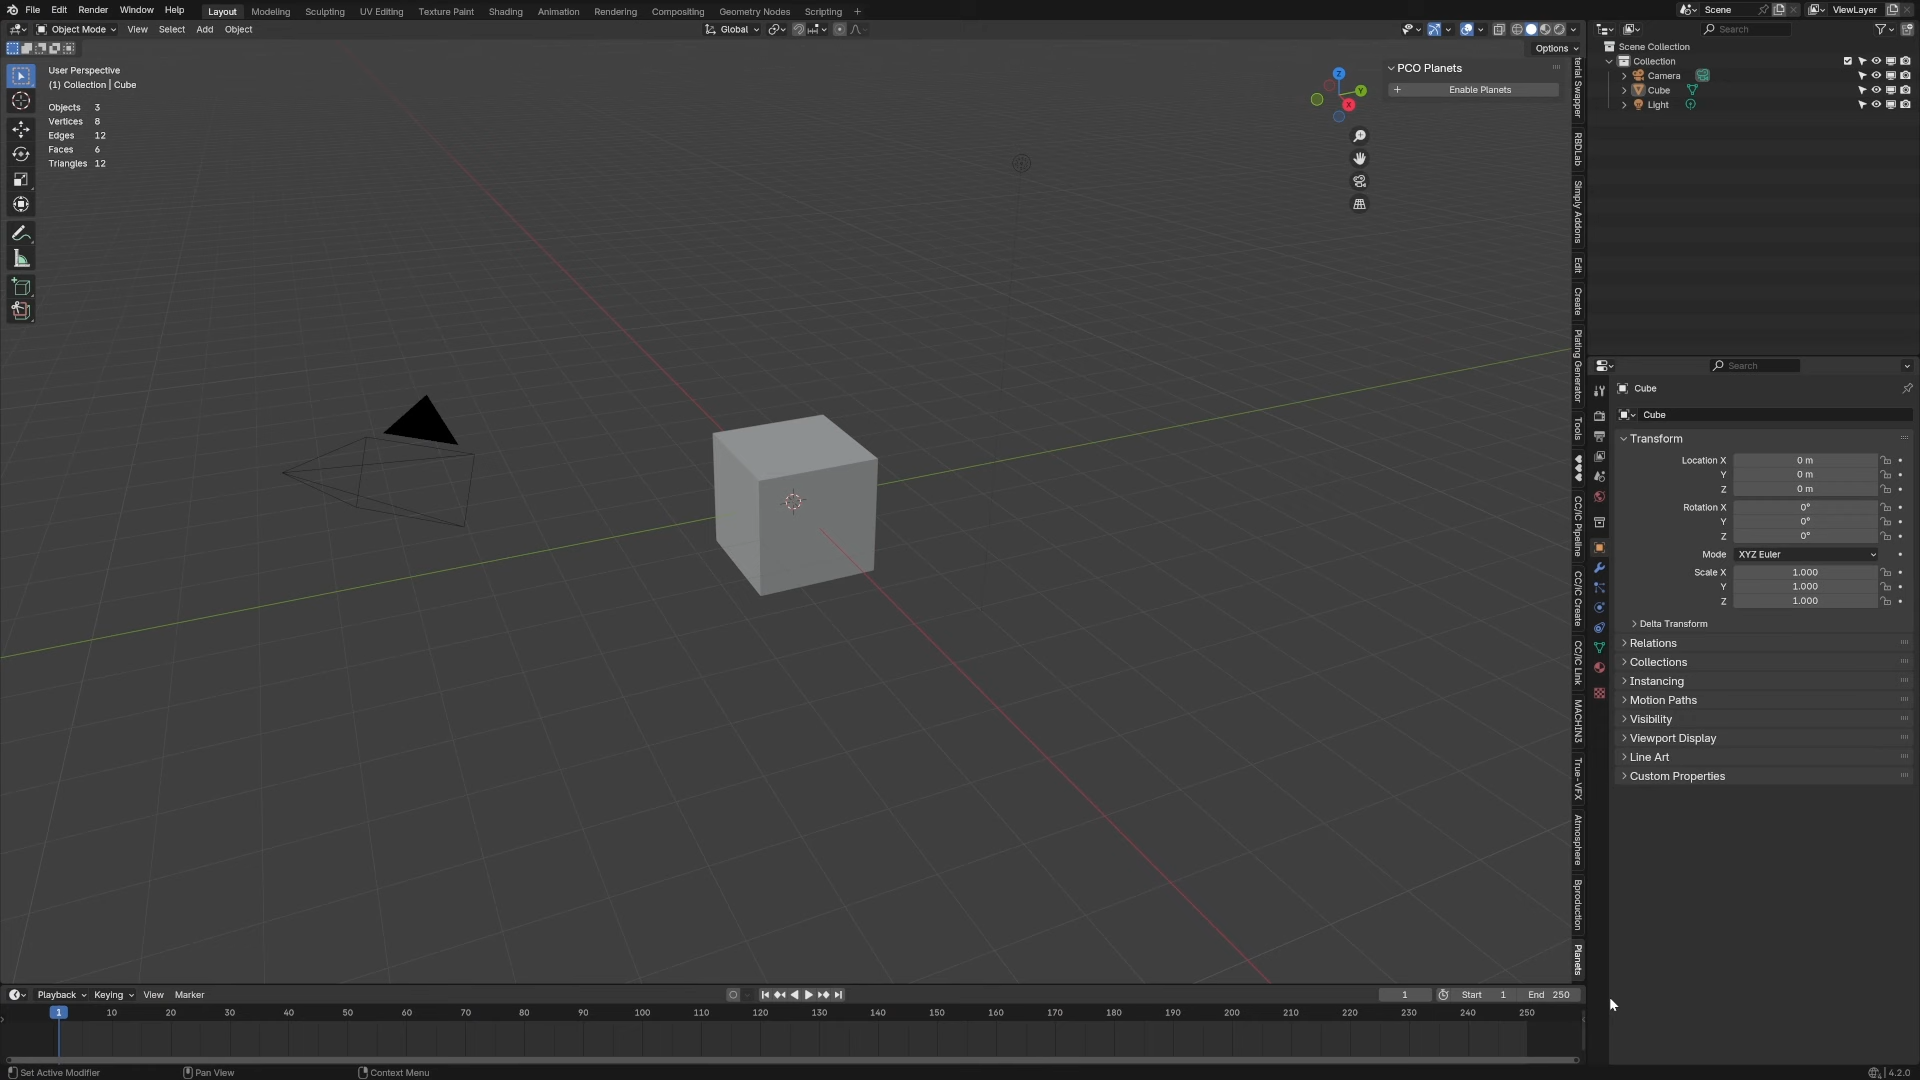 File Edit Render Window Help Layout Modeling Sculpting UV Editing Texture Paint Shading Animation Rendering Compositing Geometry Nodes Scripting + Scene ViewLayer
Object Mode View Select Add Object Global Search
Options
User Perspective
(1) Collection | Cube
Objects 3
Vertices 8
Edges 12
Faces 6
Triangles 12
Z
Y
X
PCO Planets
+ Enable Planets
erial Swapper
RBDLab
Simply Addons
Edit
Create
Plating Generator
Tools
CC/iC Pipeline
CC/iC Create
CC/iC Link
MACHIN3
True-VFX
Atmosphere
Bproduction
Planets
Scene Collection
Collection
Camera
Cube
Light
Search
Cube
Cube
Transform
Location X 0 m
Y 0 m
Z 0 m
Rotation X 0°
Y 0°
Z 0°
Mode XYZ Euler
Scale X 1.000
Y 1.000
Z 1.000
Delta Transform
Relations
Collections
Instancing
Motion Paths
Visibility
Viewport Display
Line Art
Custom Properties
Playback Keying View Marker 1 Start 1 End 250
1 10 20 30 40 50 60 70 80 90 100 110 120 130 140 150 160 170 180 190 200 210 220 230 240 250
Set Active Modifier Pan View Context Menu 4.2.0